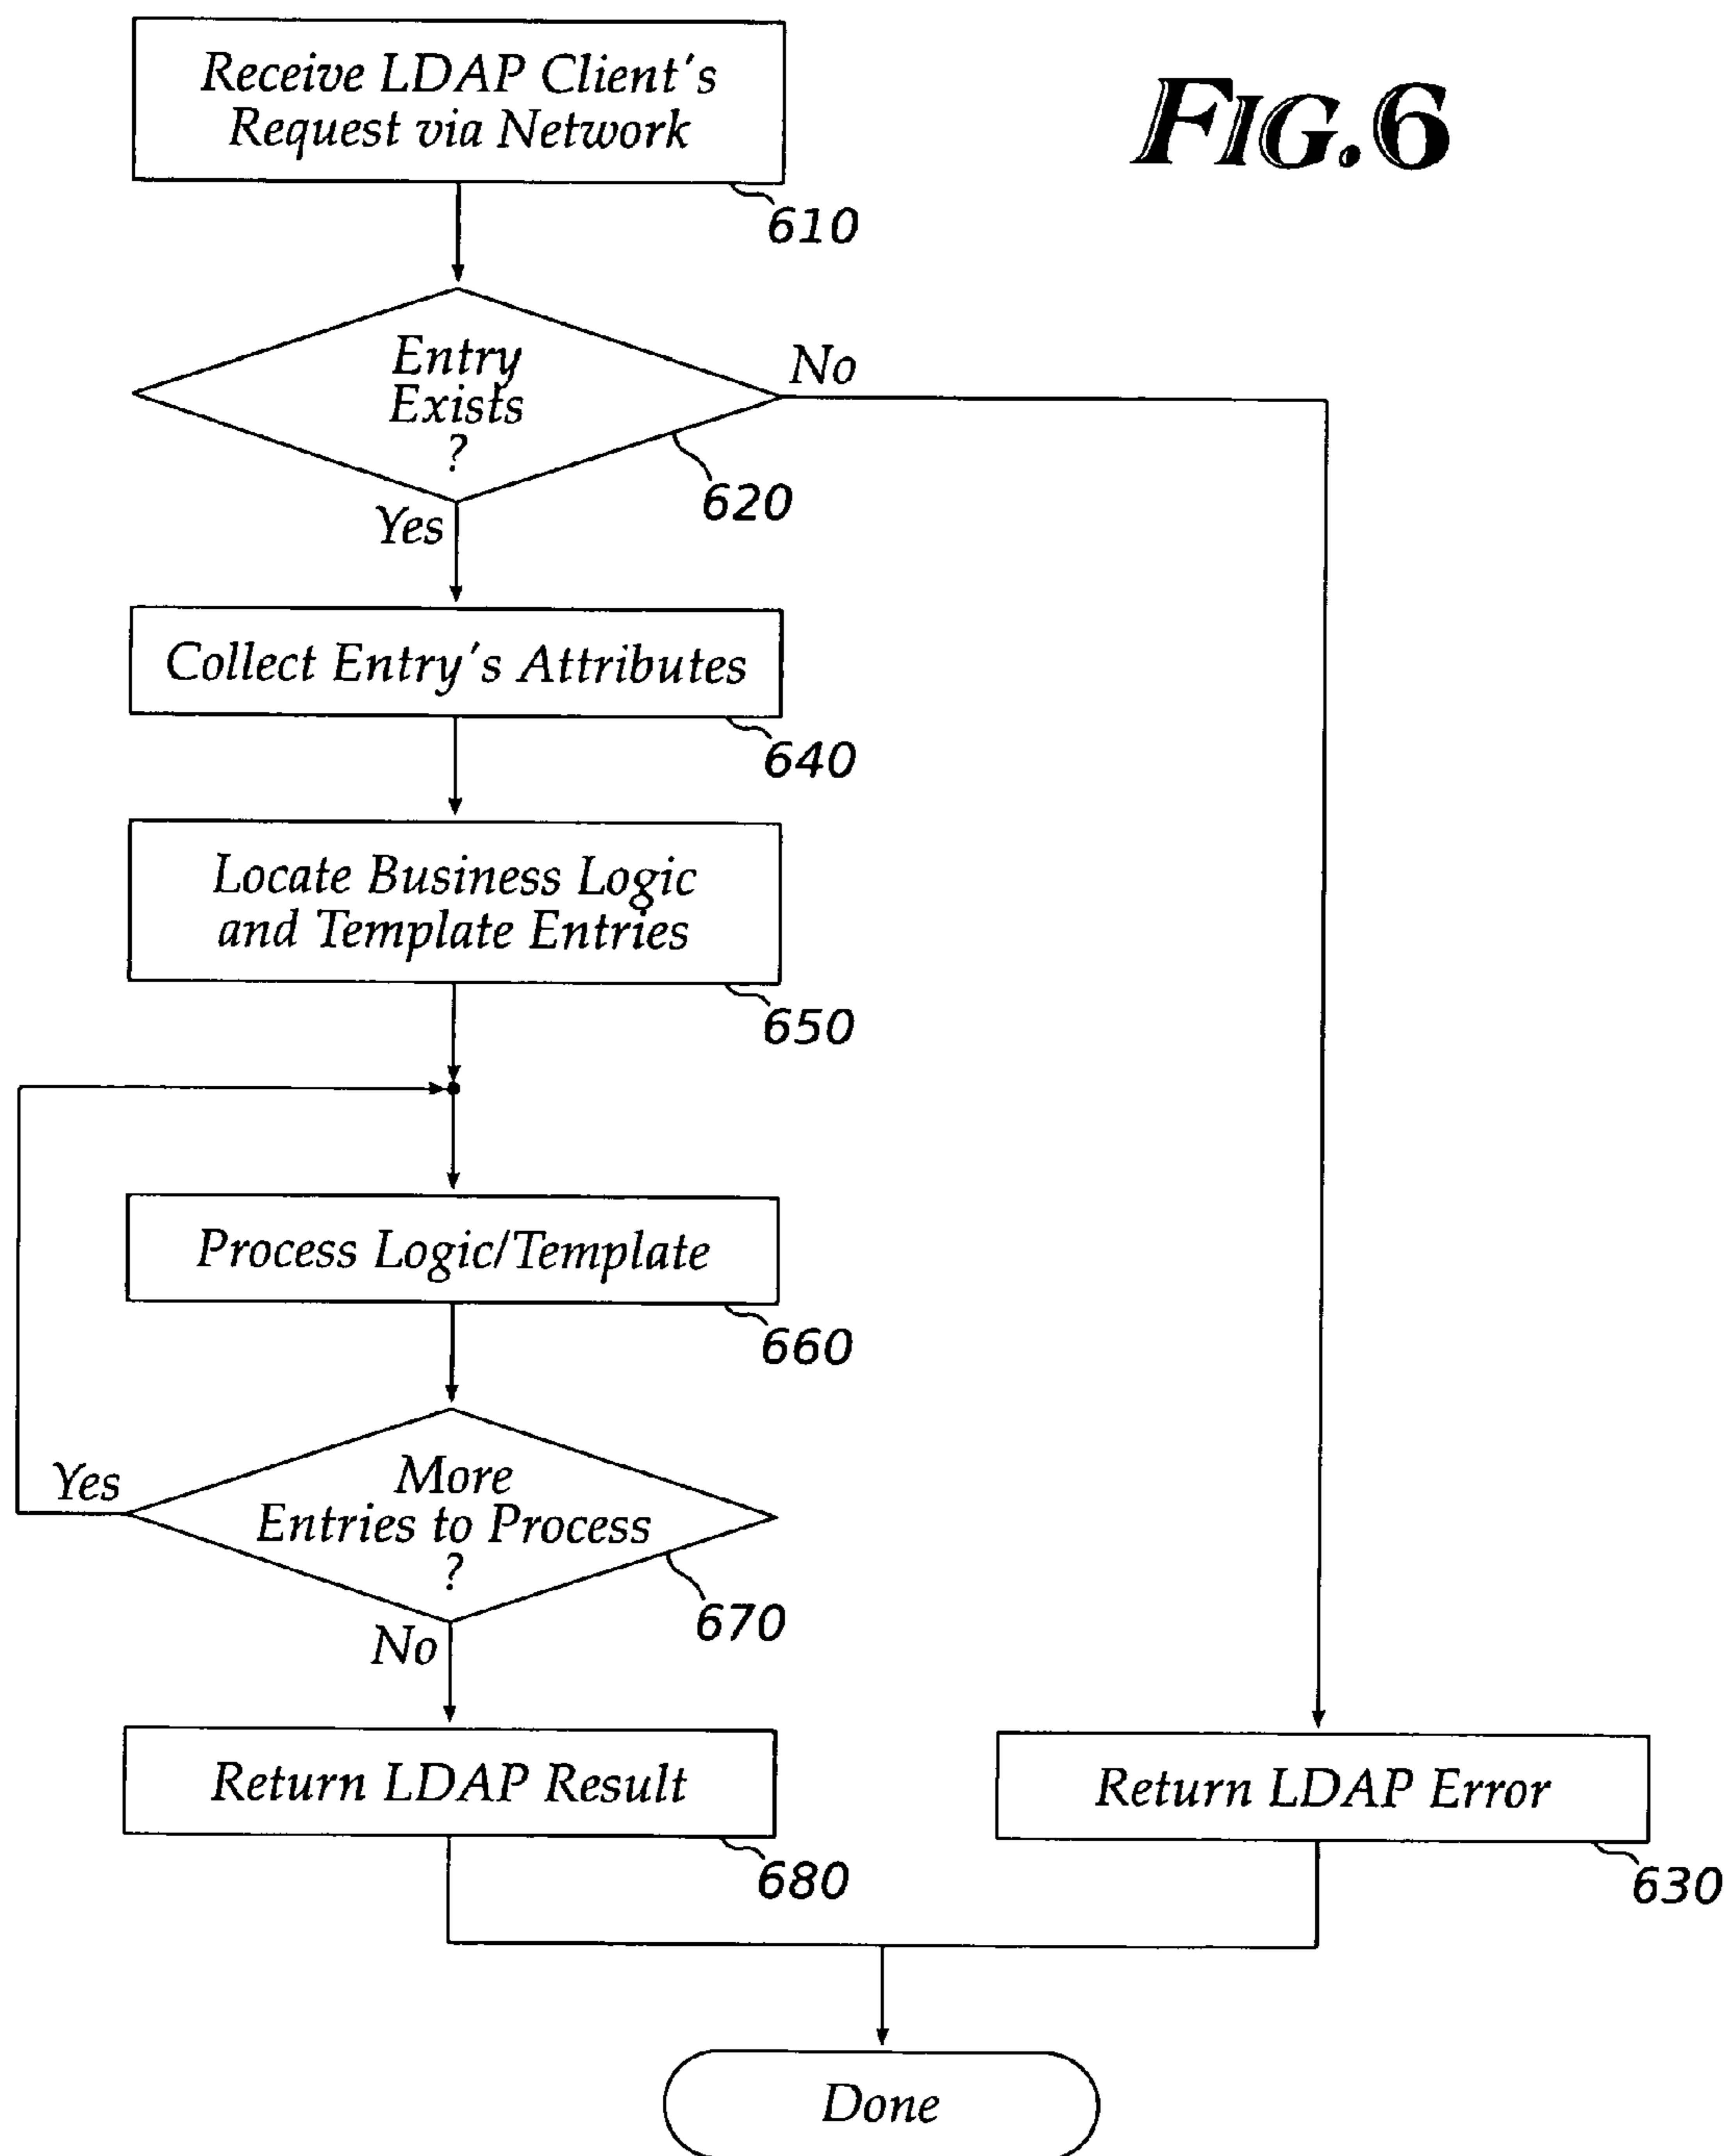 FIG.6
Receive LDAP Client's
Request via Network
610
Entry
Exists
?
No
620
Yes
Collect Entry's Attributes
640
Locate Business Logic
and Template Entries
650
Process Logic/Template
660
More
Entries to Process
?
Yes
670
No
Return LDAP Result
680
Return LDAP Error
630
Done